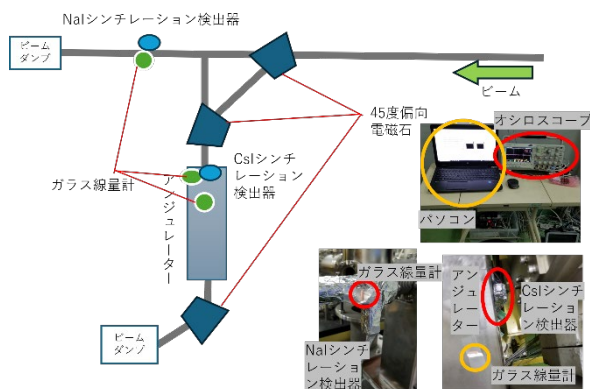 NaIシンチレーション検出器
ビーム
ダンプ
ビーム
45度偏向
電磁石
オシロスコープ
ガラス線量計
アンジュレーター
CsIシンチ
レーション
検出器
パソコン
ビーム
ダンプ
ガラス線量計
NaIシンチ
レーショ
ン検出器
アン
ジュ
レー
ター
CsIシンチ
レーショ
ン検出器
ガラス線量計